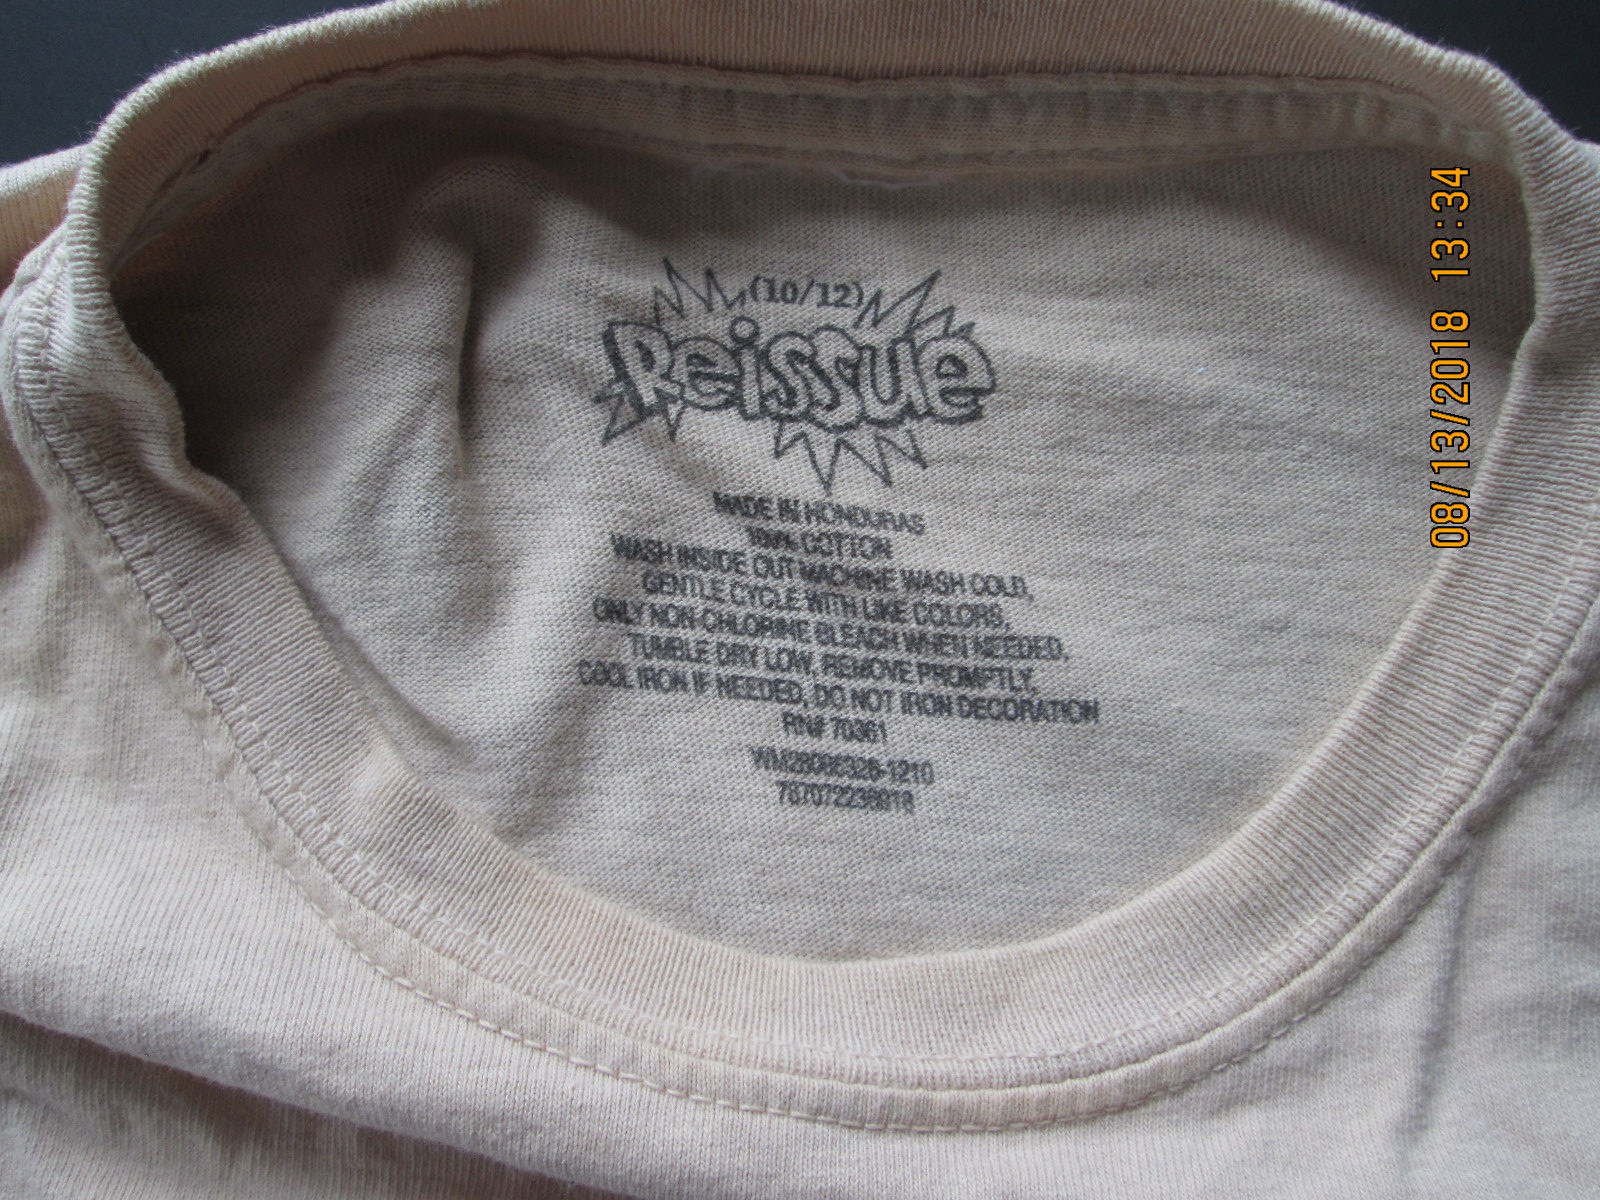 (10/12)
Reissue
MADE IN HONDURAS
100% COTTON
WASH INSIDE OUT MACHINE WASH COLD,
GENTLE CYCLE WITH LIKE COLORS,
ONLY NON-CHLORINE BLEACH WHEN NEEDED,
TUMBLE DRY LOW, REMOVE PROMPTLY,
COOL IRON IF NEEDED, DO NOT IRON DECORATION
RN# 70361
08/13/2018 13:34